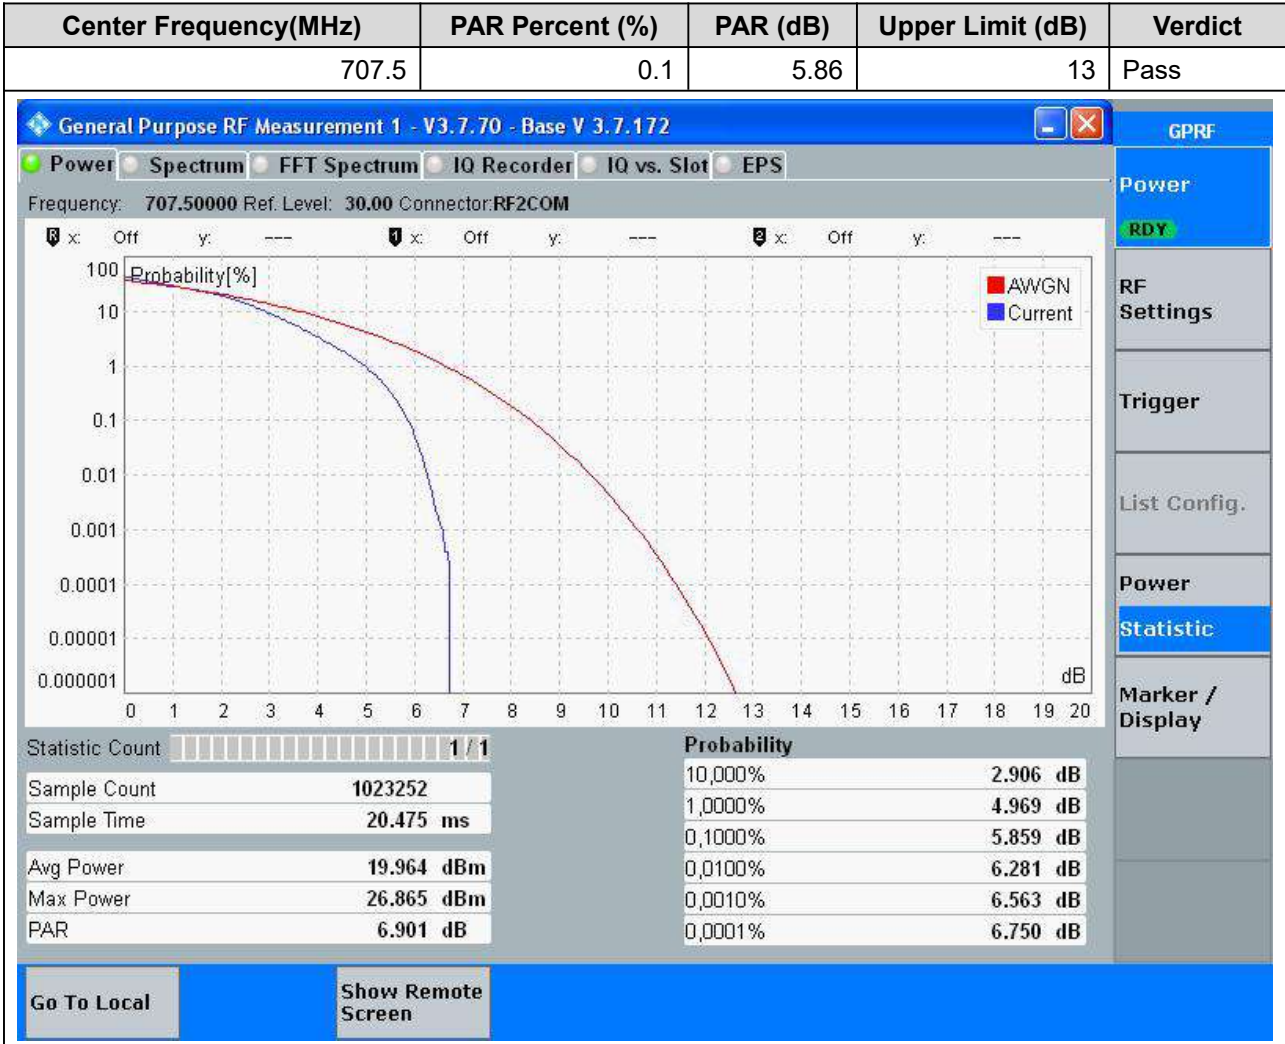 Center Frequency(MHz) PAR Percent (%) PAR (dB) Upper Limit (dB) Verdict
707.5 0.1 5.86 13 Pass
General Purpose RF Measurement 1 - V3.7.70 - Base V 3.7.172
GPRF
Power Spectrum FFT Spectrum IQ Recorder IQ vs. Slot EPS
Power
RDY
Frequency: 707.50000 Ref. Level: 30.00 Connector:RF2COM
R x: Off y: --- 1 x: Off y: --- 2 x: Off y: ---
Probability[%]
AWGN
Current
100
10
1
0.1
0.01
0.001
0.0001
0.00001
0.000001
dB
0 1 2 3 4 5 6 7 8 9 10 11 12 13 14 15 16 17 18 19 20
RF
Settings
Trigger
List Config.
Power
Statistic
Marker /
Display
Statistic Count 1 / 1
Sample Count 1023252
Sample Time 20.475 ms
Avg Power 19.964 dBm
Max Power 26.865 dBm
PAR 6.901 dB
Probability
10,000% 2.906 dB
1,0000% 4.969 dB
0,1000% 5.859 dB
0,0100% 6.281 dB
0,0010% 6.563 dB
0,0001% 6.750 dB
Go To Local
Show Remote
Screen